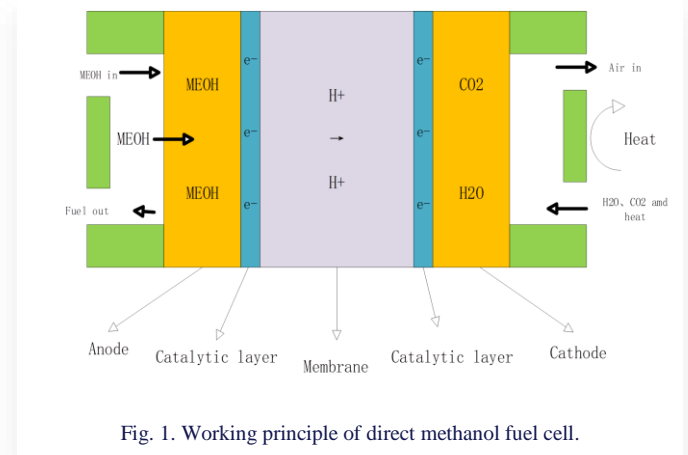 e-
e-
MEOH in
MEOH
H+
CO2
Air in
MEOH
e-
e-
Heat
H+
MEOH
H2O
e-
e-
Fuel out
H2O、CO2 amd
heat
Anode
Catalytic layer
Membrane
Catalytic layer
Cathode
Fig. 1. Working principle of direct methanol fuel cell.